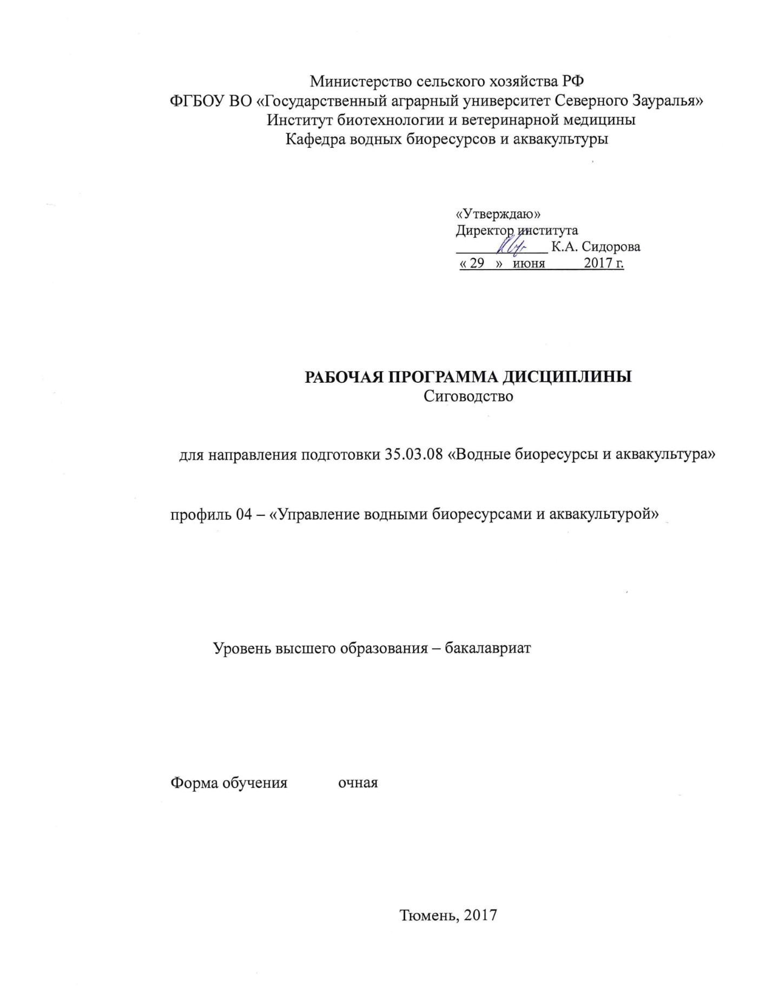 Министерство сельского хозяйства РФ
ФГБОУ ВО «Государственный аграрный университет Северного Зауралья»
Институт биотехнологии и ветеринарной медицины
Кафедра водных биоресурсов и аквакультуры
«Утверждаю»
Директор института
К.А. Сидорова
« 29 » июня 2017 г.
РАБОЧАЯ ПРОГРАММА ДИСЦИПЛИНЫ
Сиговодство
для направления подготовки 35.03.08 «Водные биоресурсы и аквакультура»
профиль 04 – «Управление водными биоресурсами и аквакультурой»
Уровень высшего образования – бакалавриат
Форма обучения очная
Тюмень, 2017